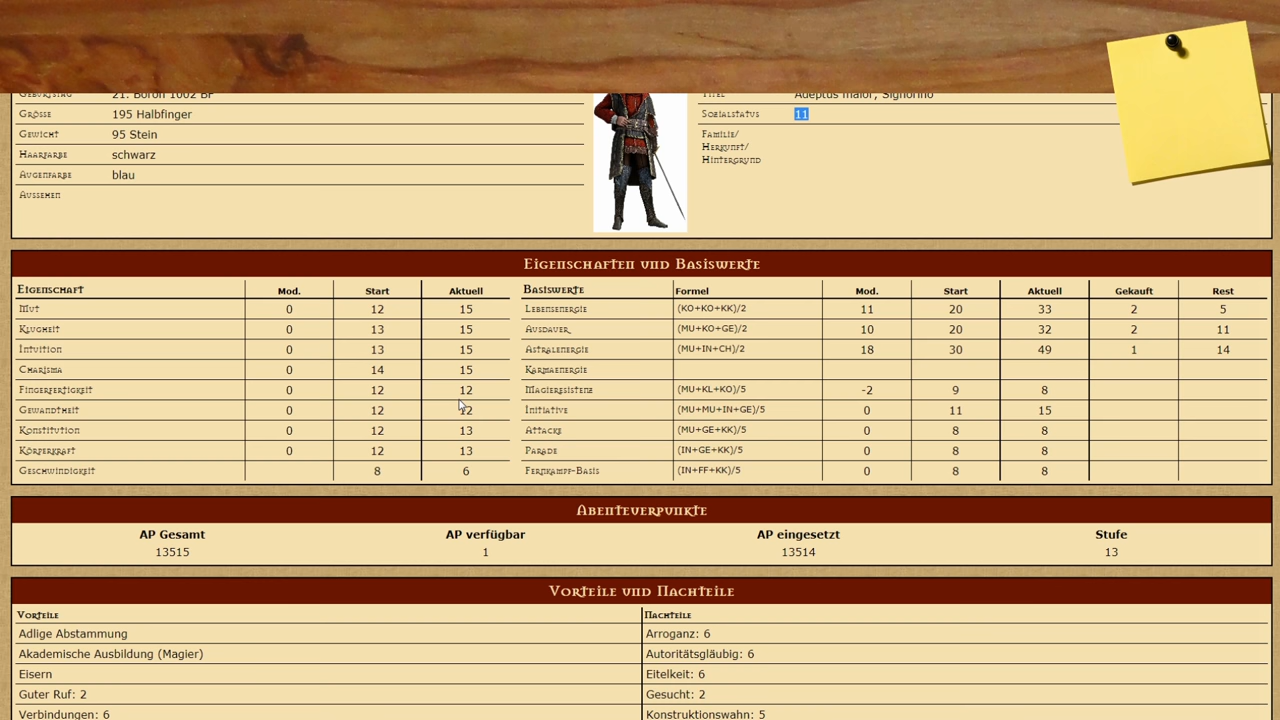 Geburtstag 21. Boron 1002 BF
Grösse 195 Halbfinger
Gewicht 95 Stein
Haarfarbe schwarz
Augenfarbe blau
Aussehen
Titel Adeptus maior, Signorino
Sozialstatus 11
Familie/
Herkunft/
Hintergrund
Eigenschaften und Basiswerte
Eigenschaft Mod. Start Aktuell
Mut 0 12 15
Klugheit 0 13 15
Intuition 0 13 15
Charisma 0 14 15
Fingerfertigkeit 0 12 12
Gewandtheit 0 12 12
Konstitution 0 12 13
Körperkraft 0 12 13
Geschwindigkeit 8 6
Basiswerte Formel Mod. Start Aktuell Gekauft Rest
Lebensenergie (KO+KO+KK)/2 11 20 33 2 5
Ausdauer (MU+KO+GE)/2 10 20 32 2 11
Astralenergie (MU+IN+CH)/2 18 30 49 1 14
Karmaenergie
Magieresistenz (MU+KL+KO)/5 -2 9 8
Initiative (MU+MU+IN+GE)/5 0 11 15
Attacke (MU+GE+KK)/5 0 8 8
Parade (IN+GE+KK)/5 0 8 8
Fernkampf-Basis (IN+FF+KK)/5 0 8 8
Abenteuerpunkte
AP Gesamt AP verfügbar AP eingesetzt Stufe
13515 1 13514 13
Vorteile und Nachteile
Vorteile
Adlige Abstammung
Akademische Ausbildung (Magier)
Eisern
Guter Ruf: 2
Verbindungen: 6
Nachteile
Arroganz: 6
Autoritätsgläubig: 6
Eitelkeit: 6
Gesucht: 2
Konstruktionswahn: 5